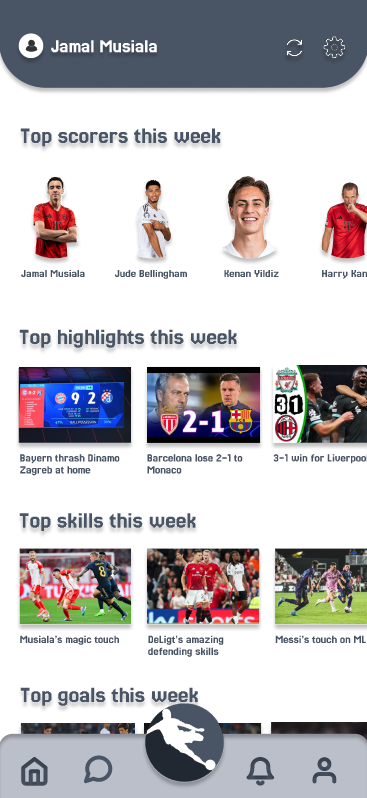 Jamal Musiala
Top scorers this week
Jamal Musiala
Jude Bellingham
Kenan Yildiz
Harry Kan
Top highlights this week
9 2
2-1
31
Bayern thrash Dinamo
Zagreb at home
Barcelona lose 2-1 to
Monaco
3-1 win for Liverpoo
Top skills this week
8
Musiala's magic touch
DeLigt's amazing
defending skills
Messi's touch on ML
Top goals this week